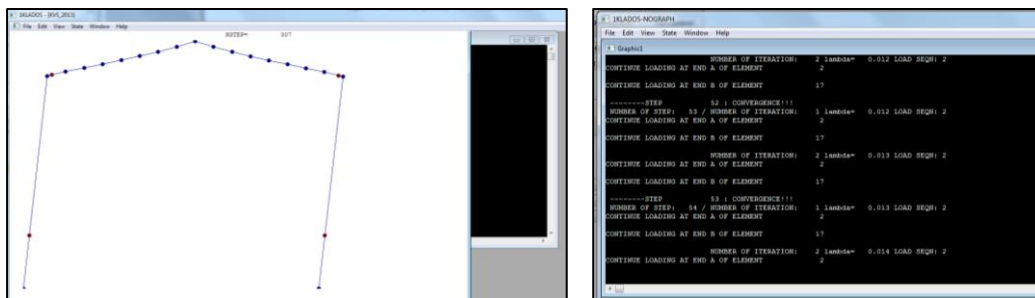 1KLADOS - [KVS_2013]
File Edit View State Window Help
NSTEP= 507
1KLADOS-NOGRAPH
File Edit View State Window Help
Graphic1
NUMBER OF ITERATION: 2 lambda= 0.012 LOAD SEQN: 2
CONTINUE LOADING AT END A OF ELEMENT 2
CONTINUE LOADING AT END B OF ELEMENT 17
--------STEP 52 : CONVERGENCE!!!
NUMBER OF STEP: 53 / NUMBER OF ITERATION: 1 lambda= 0.012 LOAD SEQN: 2
CONTINUE LOADING AT END A OF ELEMENT 2
CONTINUE LOADING AT END B OF ELEMENT 17
NUMBER OF ITERATION: 2 lambda= 0.013 LOAD SEQN: 2
CONTINUE LOADING AT END A OF ELEMENT 2
CONTINUE LOADING AT END B OF ELEMENT 17
--------STEP 53 : CONVERGENCE!!!
NUMBER OF STEP: 54 / NUMBER OF ITERATION: 1 lambda= 0.013 LOAD SEQN: 2
CONTINUE LOADING AT END A OF ELEMENT 2
CONTINUE LOADING AT END B OF ELEMENT 17
NUMBER OF ITERATION: 2 lambda= 0.014 LOAD SEQN: 2
CONTINUE LOADING AT END A OF ELEMENT 2